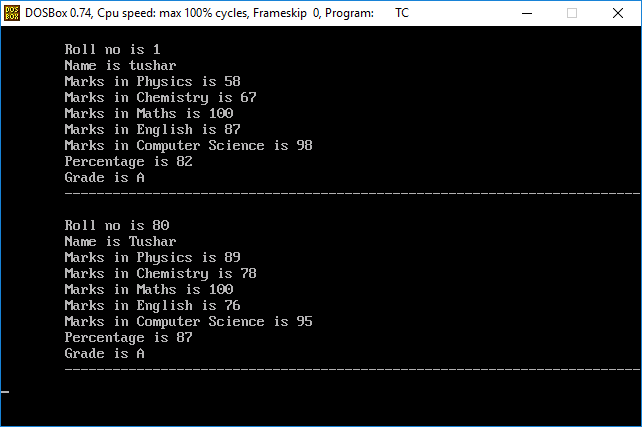 DOSBox 0.74, Cpu speed: max 100% cycles, Frameskip 0, Program: TC
Roll no is 1
Name is tushar
Marks in Physics is 58
Marks in Chemistry is 67
Marks in Maths is 100
Marks in English is 87
Marks in Computer Science is 98
Percentage is 82
Grade is A
------------------------------------------------------------------------
Roll no is 80
Name is Tushar
Marks in Physics is 89
Marks in Chemistry is 78
Marks in Maths is 100
Marks in English is 76
Marks in Computer Science is 95
Percentage is 87
Grade is A
------------------------------------------------------------------------